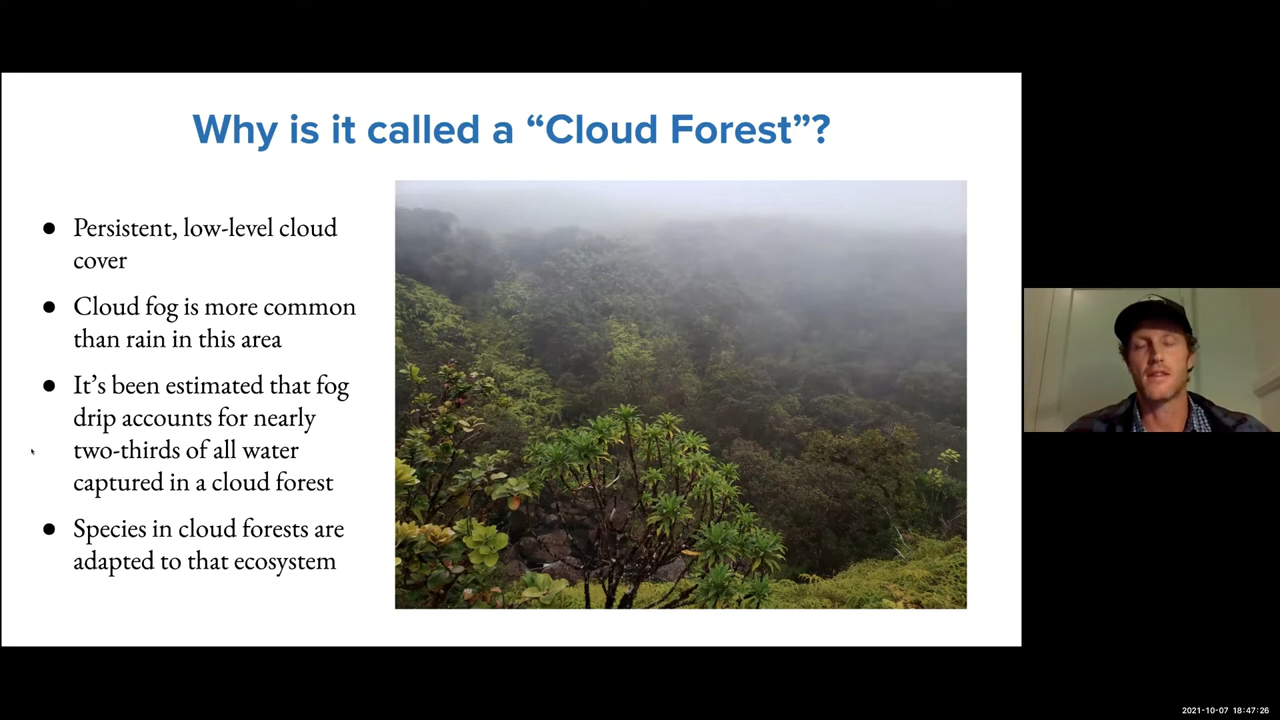 Why is it called a “Cloud Forest”?
● Persistent, low-level cloud
cover
● Cloud fog is more common
than rain in this area
● It’s been estimated that fog
drip accounts for nearly
two-thirds of all water
captured in a cloud forest
● Species in cloud forests are
adapted to that ecosystem
2021-10-07 18:47:26